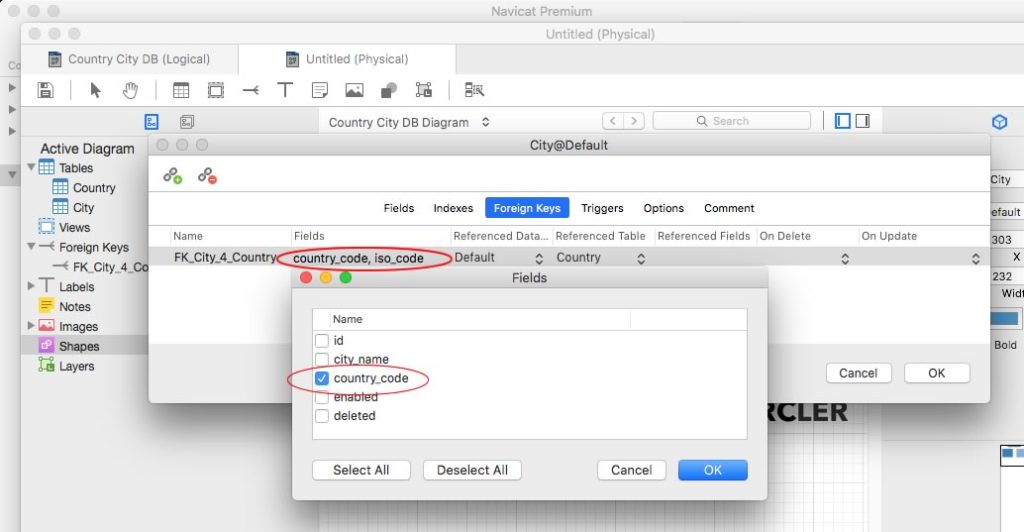 Navicat Premium
Untitled (Physical)
Country City DB (Logical)
Untitled (Physical)
Country City DB Diagram
Search
Active Diagram
Tables
Country
City
Views
Foreign Keys
FK_City_4_Co
Labels
Notes
Images
Shapes
Layers
City@Default
Fields Indexes Foreign Keys Triggers Options Comment
Name Fields Referenced Data... Referenced Table Referenced Fields On Delete On Update
FK_City_4_Country country_code, iso_code Default Country
Cancel OK
Fields
Name
id
city_name
country_code
enabled
deleted
Select All Deselect All Cancel OK
City
efault
303
X
232
Widt
Bold
RCLER